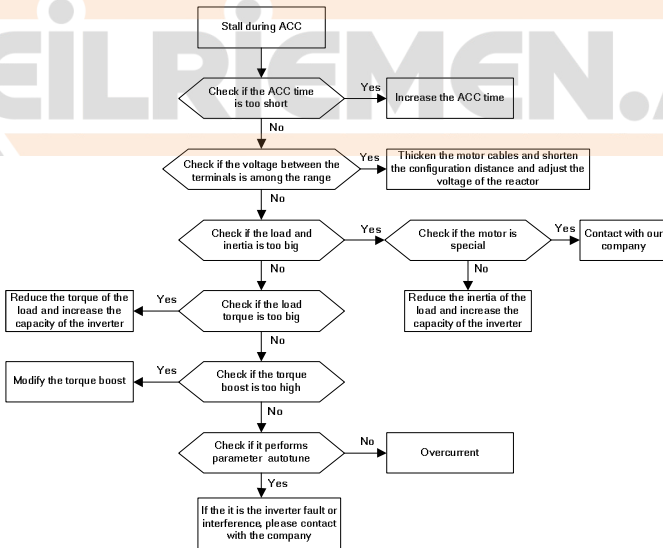 Stall during ACC
Check if the ACC time
is too short
Yes
Increase the ACC time
No
Check if the voltage between the
terminals is among the range
Yes
Thicken the motor cables and shorten
the configuration distance and adjust the
voltage of the reactor
No
Check if the load and
inertia is too big
Yes
Check if the motor is
special
Yes
Contact with our
company
No
No
Reduce the torque of the
load and increase the
capacity of the inverter
Yes
Check if the load
torque is too big
Reduce the inertia of the
load and increase the
capacity of the inverter
No
Modify the torque boost
Yes
Check if the torque
boost is too high
No
Check if it performs
parameter autotune
No
Overcurrent
Yes
If the it is the inverter fault or
interference, please contact
with the company
EILRIEMEN.A